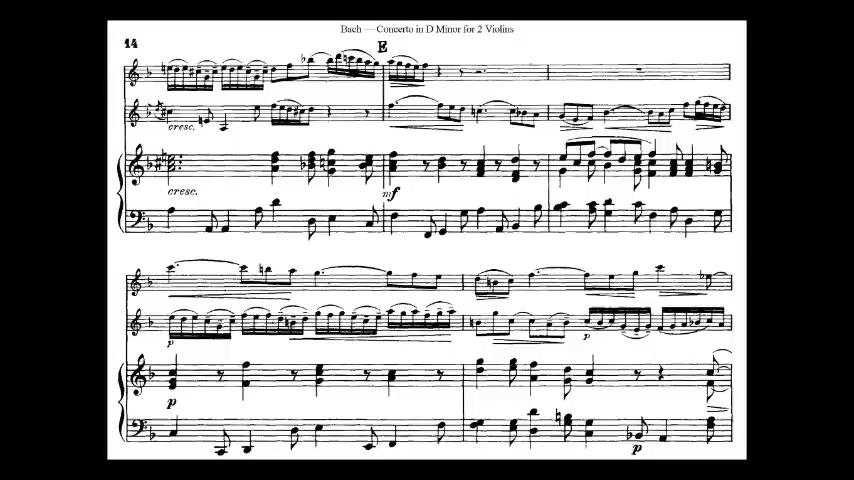 Bach —Concerto in D Minor for 2 Violins
14
E
cresc.
cresc.
mf
p
p
p
p